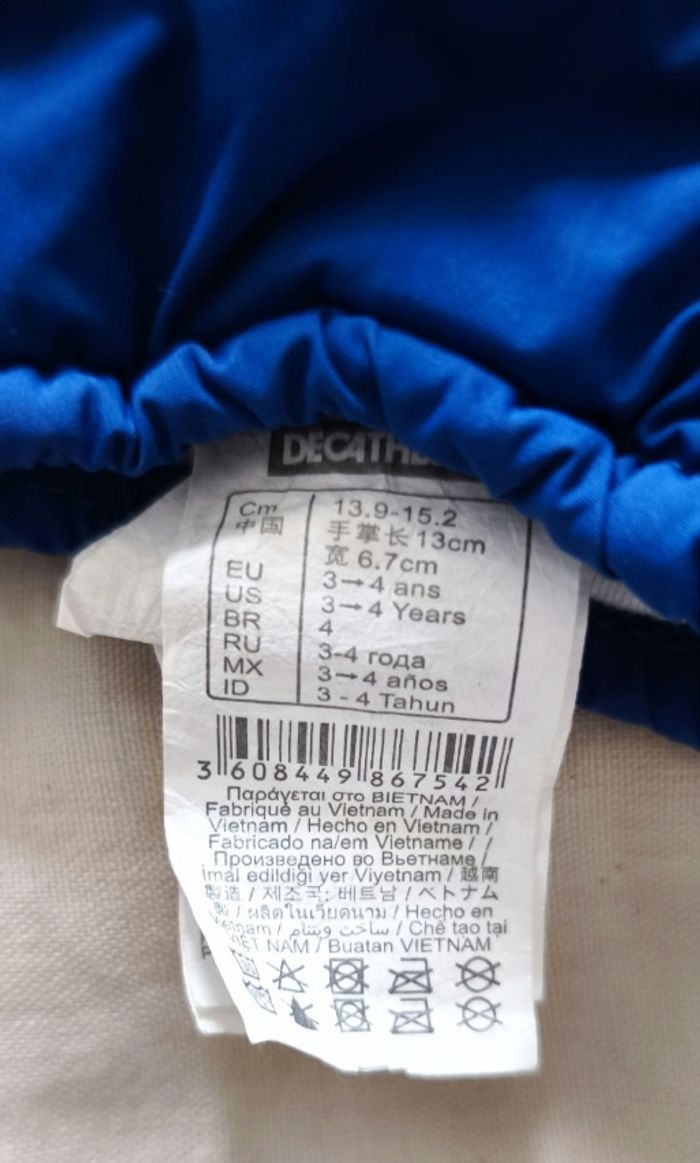 DECATH
Cm 13.9-15.2
中国 手掌长13cm
宽 6.7cm
EU 3→4 ans
US 3→4 Years
BR 4
RU 3-4 года
MX 3→4 años
ID 3 - 4 Tahun
3 608449 867542
Παράγεται στο ΒΙΕΤΝΑΜ /
Fabriqué au Vietnam / Made in
Vietnam / Hecho en Vietnam /
Fabricado na/em Vietname /
Произведено во Вьетнаме /
İmal edildiği yer Viyetnam / 越南
製造 / 제조국: 베트남 / ベトナム
製 / ผลิตในเวียดนาม / Hecho en
Vietnam / ساخت ويتنام / Chế tạo tại
VIỆT NAM / Buatan VIETNAM